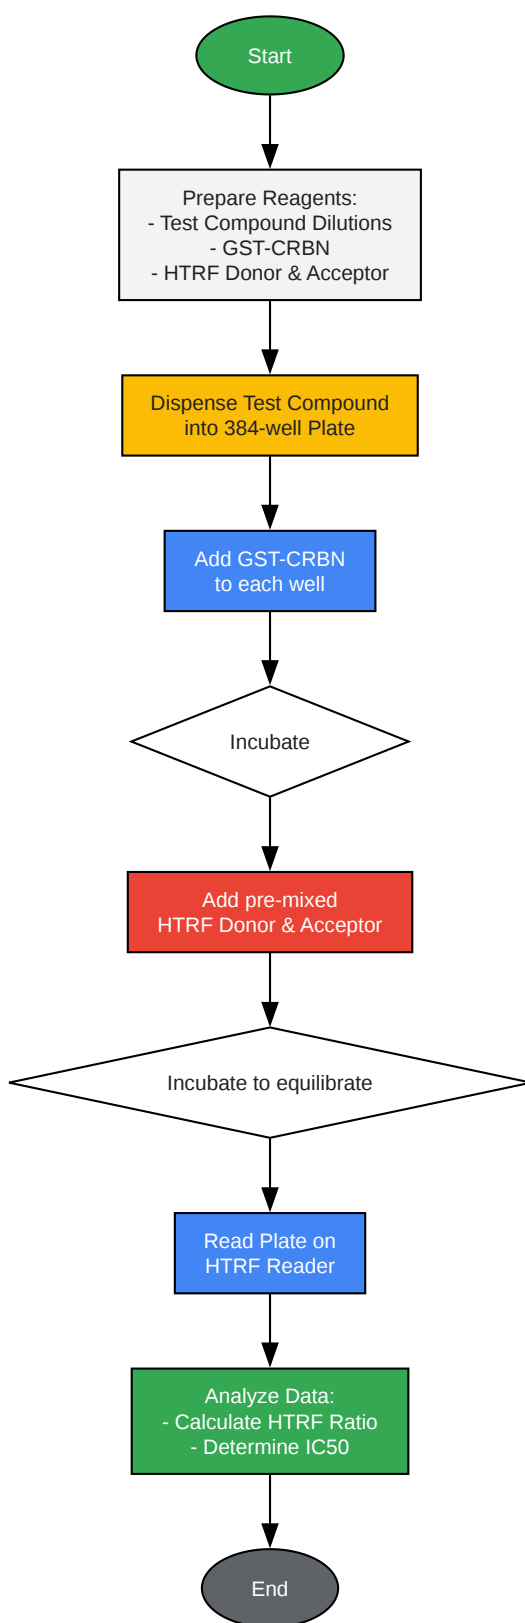 Start
Prepare Reagents:
- Test Compound Dilutions
- GST-CRBN
- HTRF Donor & Acceptor
Dispense Test Compound
into 384-well Plate
Add GST-CRBN
to each well
Incubate
Add pre-mixed
HTRF Donor & Acceptor
Incubate to equilibrate
Read Plate on
HTRF Reader
Analyze Data:
- Calculate HTRF Ratio
- Determine IC50
End